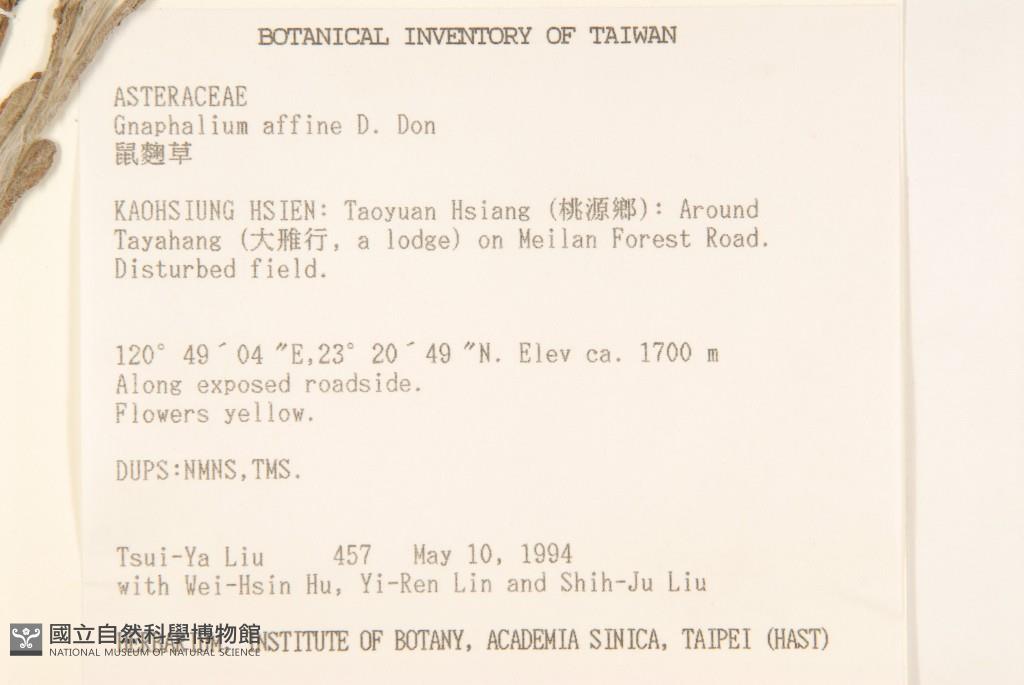 BOTANICAL INVENTORY OF TAIWAN
ASTERACEAE
Gnaphalium affine D. Don
鼠麴草
KAOHSIUNG HSIEN: Taoyuan Hsiang (桃源鄉): Around
Tayahang (大雅行, a lodge) on Meilan Forest Road.
Disturbed field.
120° 49´04 ″E,23° 20´49 ″N. Elev ca. 1700 m
Along exposed roadside.
Flowers yellow.
DUPS:NMNS,TMS.
Tsui-Ya Liu 457 May 10, 1994
with Wei-Hsin Hu, Yi-Ren Lin and Shih-Ju Liu
HERBARIUM, INSTITUTE OF BOTANY, ACADEMIA SINICA, TAIPEI (HAST)
國立自然科學博物館
NATIONAL MUSEUM OF NATURAL SCIENCE